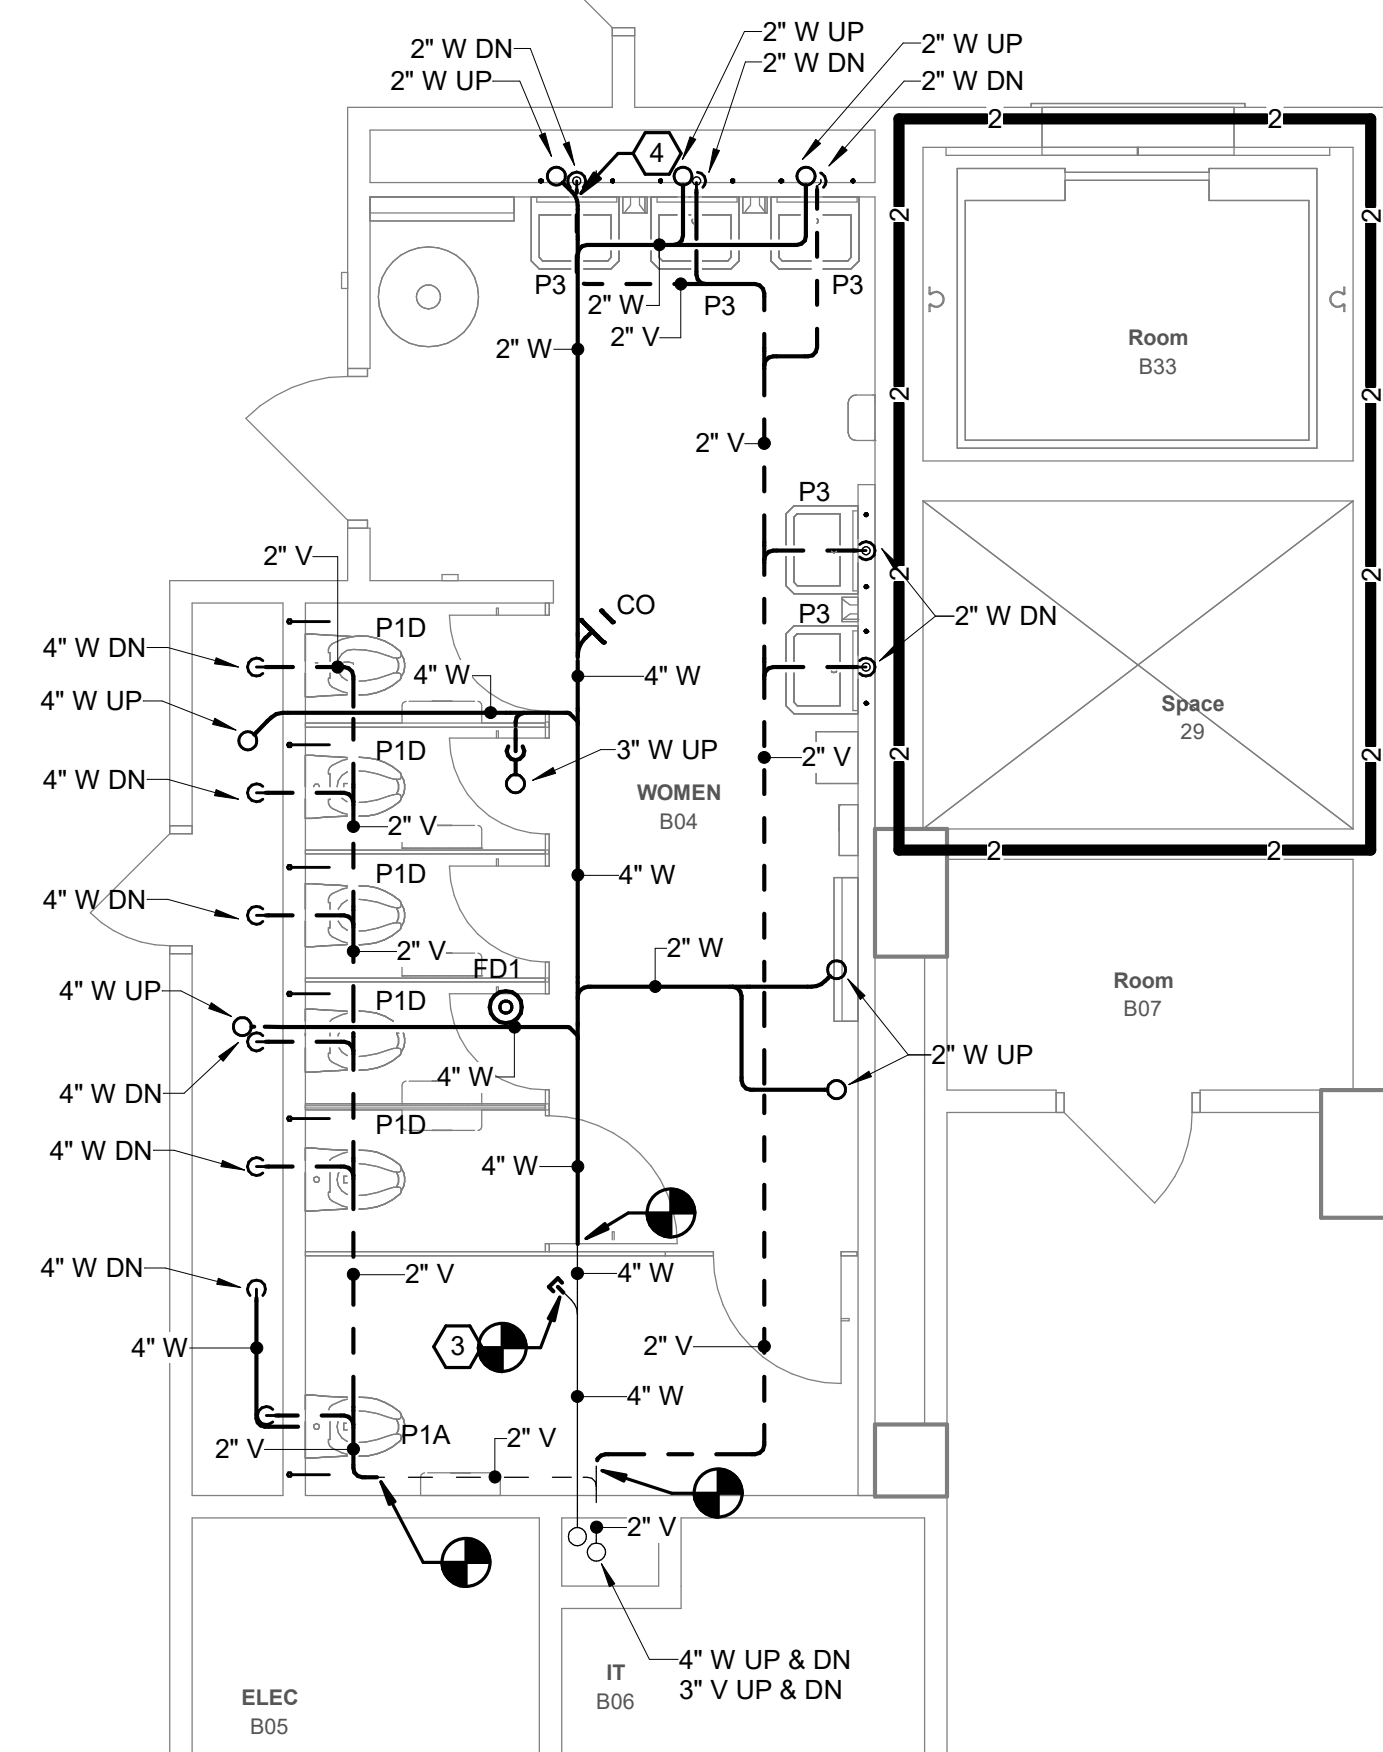 2" W DN
2" W UP
2" W UP
2" W DN
2" W UP
2" W DN
4
2
2
2
2
P3
2" W
P3
P3
2" V
2" W
Room
B33
2
2
2" V
P3
2" V
2
2
CO
P3
2" W DN
P1D
4" W DN
4" W
4" W
4" W UP
Space
29
P1D
3" W UP
2" V
2
2
4" W DN
WOMEN
B04
2" V
2
2
P1D
4" W
4" W DN
2" V
2" W
FD1
4" W UP
P1D
Room
B07
2" W UP
4" W
4" W DN
P1D
4" W DN
4" W
4" W DN
2" V
4" W
4" W
3
2" V
4" W
P1A
2" V
2" V
2" V
4" W UP & DN
3" V UP & DN
IT
B06
ELEC
B05